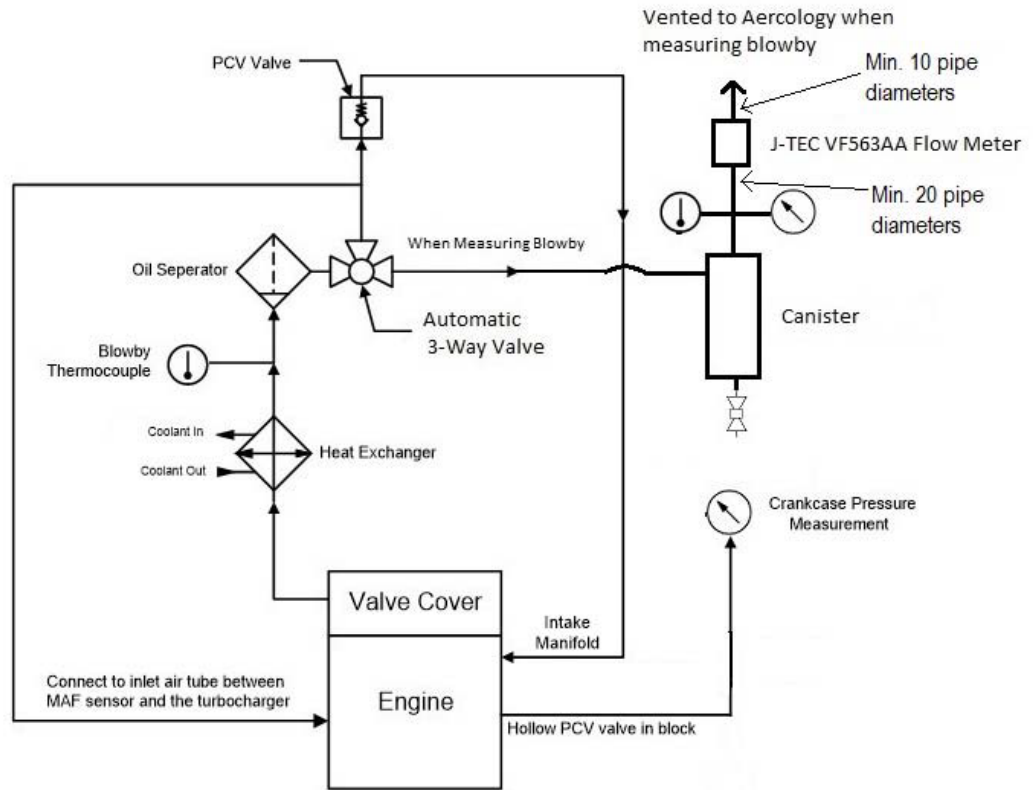 Vented to Aercology when
measuring blowby
PCV Valve
Min. 10 pipe
diameters
J-TEC VF563AA Flow Meter
Min. 20 pipe
diameters
When Measuring Blowby
Oil Seperator
Automatic
3-Way Valve
Canister
Blowby
Thermocouple
Coolant In
Coolant Out
Heat Exchanger
Crankcase Pressure
Measurement
Valve Cover
Intake
Manifold
Connect to inlet air tube between
MAF sensor and the turbocharger
Engine
Hollow PCV valve in block